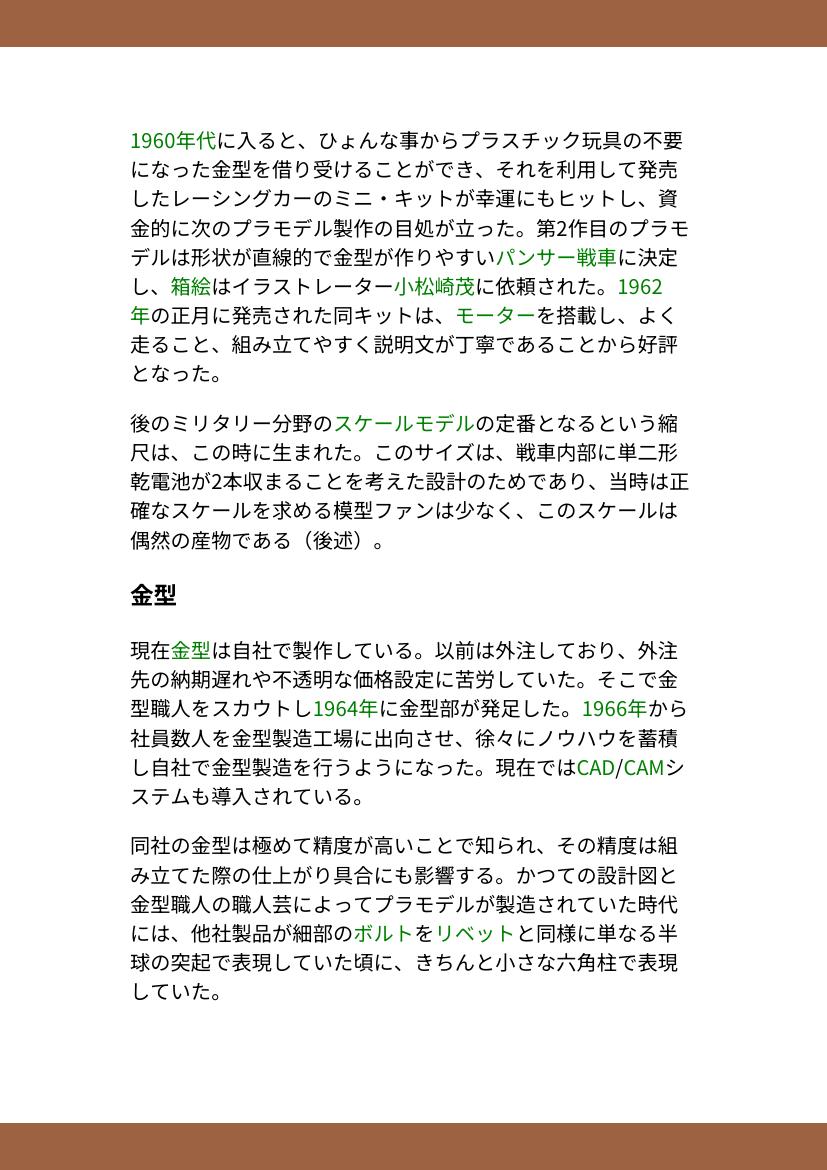 1960年代に入ると、ひょんな事からプラスチック玩具の不要
になった金型を借り受けることができ、それを利用して発売
したレーシングカーのミニ・キットが幸運にもヒットし、資
金的に次のプラモデル製作の目処が立った。第2作目のプラモ
デルは形状が直線的で金型が作りやすいパンサー戦車に決定
し、箱絵はイラストレーター小松崎茂に依頼された。1962
年の正月に発売された同キットは、モーターを搭載し、よく
走ること、組み立てやすく説明文が丁寧であることから好評
となった。
後のミリタリー分野のスケールモデルの定番となるという縮
尺は、この時に生まれた。このサイズは、戦車内部に単二形
乾電池が2本収まることを考えた設計のためであり、当時は正
確なスケールを求める模型ファンは少なく、このスケールは
偶然の産物である（後述）。
金型
現在金型は自社で製作している。以前は外注しており、外注
先の納期遅れや不透明な価格設定に苦労していた。そこで金
型職人をスカウトし1964年に金型部が発足した。1966年から
社員数人を金型製造工場に出向させ、徐々にノウハウを蓄積
し自社で金型製造を行うようになった。現在ではCAD/CAMシ
ステムも導入されている。
同社の金型は極めて精度が高いことで知られ、その精度は組
み立てた際の仕上がり具合にも影響する。かつての設計図と
金型職人の職人芸によってプラモデルが製造されていた時代
には、他社製品が細部のボルトをリベットと同様に単なる半
球の突起で表現していた頃に、きちんと小さな六角柱で表現
していた。